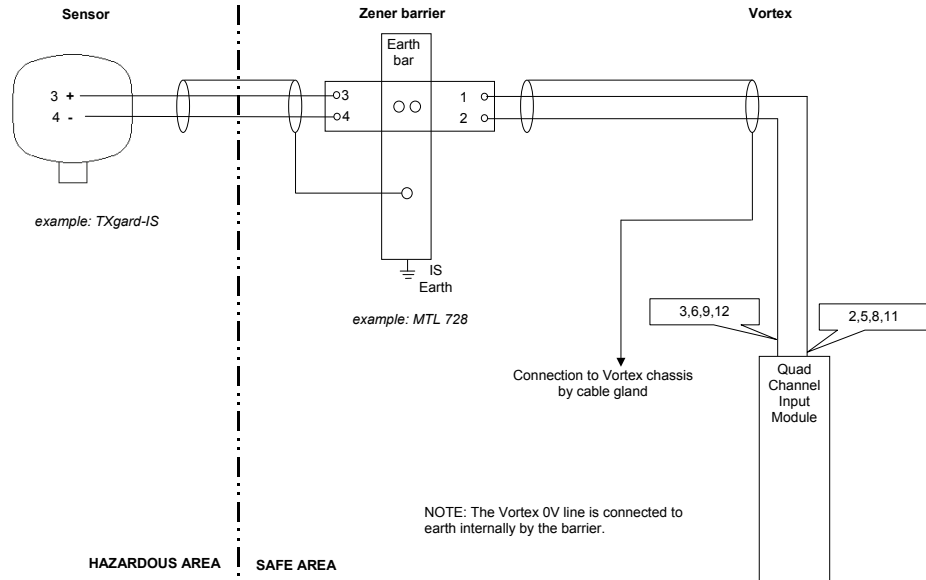 Sensor
Zener barrier
Vortex
Earth
bar
3 +
4 -
3
4
1
2
example: TXgard-IS
IS
Earth
example: MTL 728
3,6,9,12
2,5,8,11
Connection to Vortex chassis
by cable gland
Quad
Channel
Input
Module
NOTE: The Vortex 0V line is connected to
earth internally by the barrier.
HAZARDOUS AREA
SAFE AREA